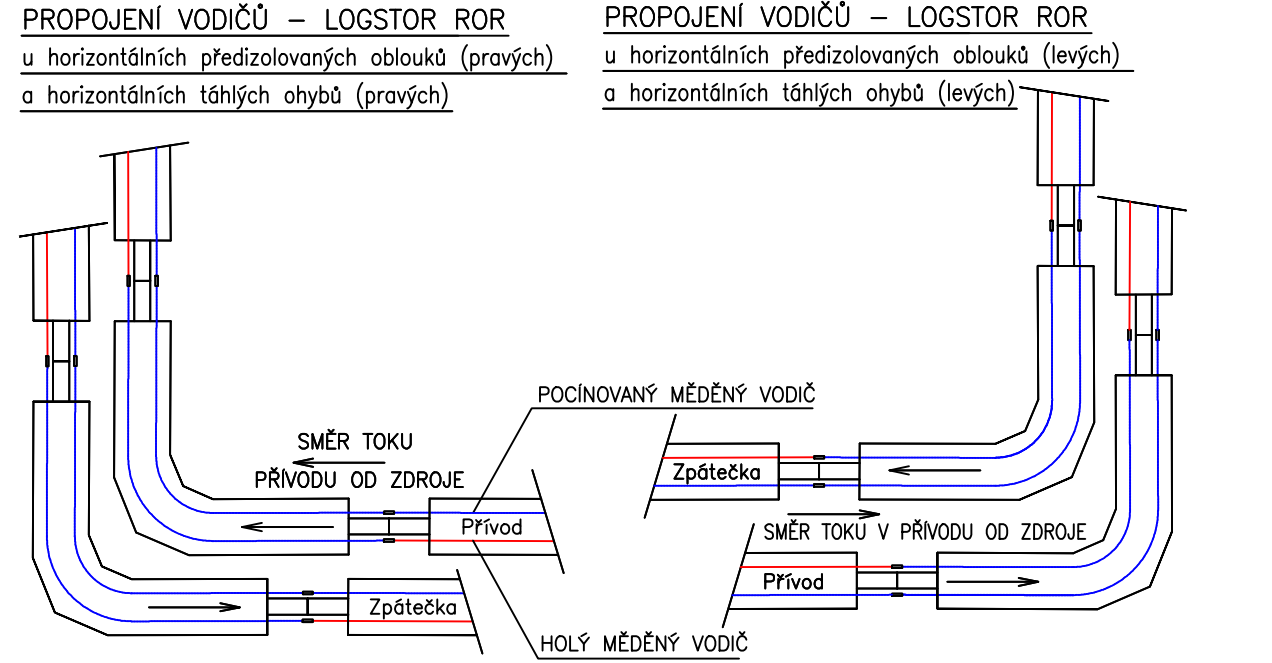 PROPOJENÍ VODIČŮ – LOGSTOR ROR
u horizontálních předizolovaných oblouků (pravých)
a horizontálních táhlých ohybů (pravých)
PROPOJENÍ VODIČŮ – LOGSTOR ROR
u horizontálních předizolovaných oblouků (levých)
a horizontálních táhlých ohybů (levých)
POCÍNOVANÝ MĚDĚNÝ VODIČ
SMĚR TOKU
PŘÍVODU OD ZDROJE
Přívod
Zpátečka
HOLÝ MĚDĚNÝ VODIČ
Zpátečka
SMĚR TOKU V PŘÍVODU OD ZDROJE
Přívod